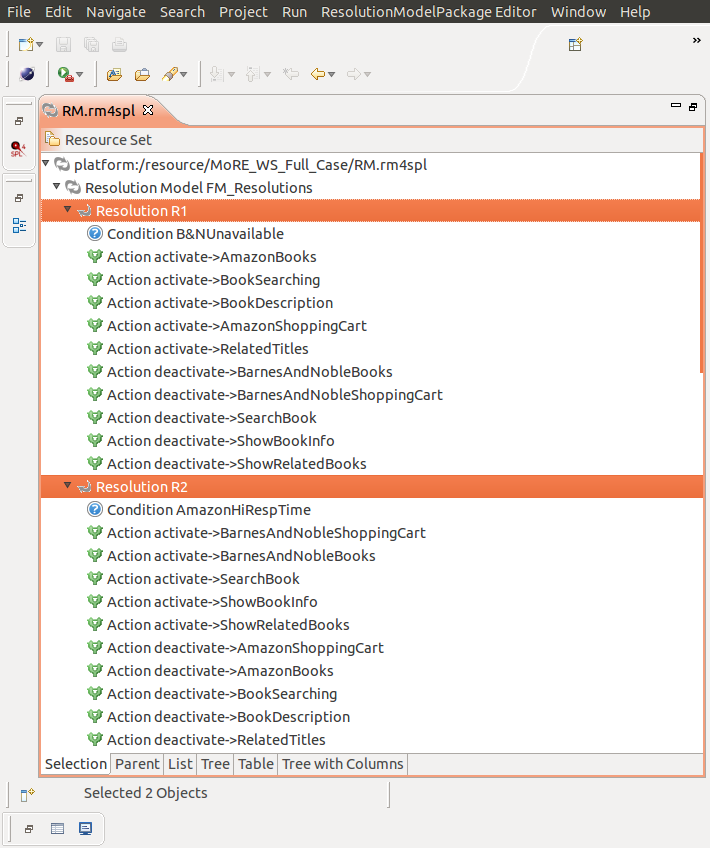 File Edit Navigate Search Project Run ResolutionModelPackage Editor Window Help
»
RM.rm4spl
SPL
4
Resource Set
platform:/resource/MoRE_WS_Full_Case/RM.rm4spl
Resolution Model FM_Resolutions
Resolution R1
Condition B&NUnavailable
Action activate->AmazonBooks
Action activate->BookSearching
Action activate->BookDescription
Action activate->AmazonShoppingCart
Action activate->RelatedTitles
Action deactivate->BarnesAndNobleBooks
Action deactivate->BarnesAndNobleShoppingCart
Action deactivate->SearchBook
Action deactivate->ShowBookInfo
Action deactivate->ShowRelatedBooks
Resolution R2
Condition AmazonHiRespTime
Action activate->BarnesAndNobleShoppingCart
Action activate->BarnesAndNobleBooks
Action activate->SearchBook
Action activate->ShowBookInfo
Action activate->ShowRelatedBooks
Action deactivate->AmazonShoppingCart
Action deactivate->AmazonBooks
Action deactivate->BookSearching
Action deactivate->BookDescription
Action deactivate->RelatedTitles
Selection Parent List Tree Table Tree with Columns
Selected 2 Objects